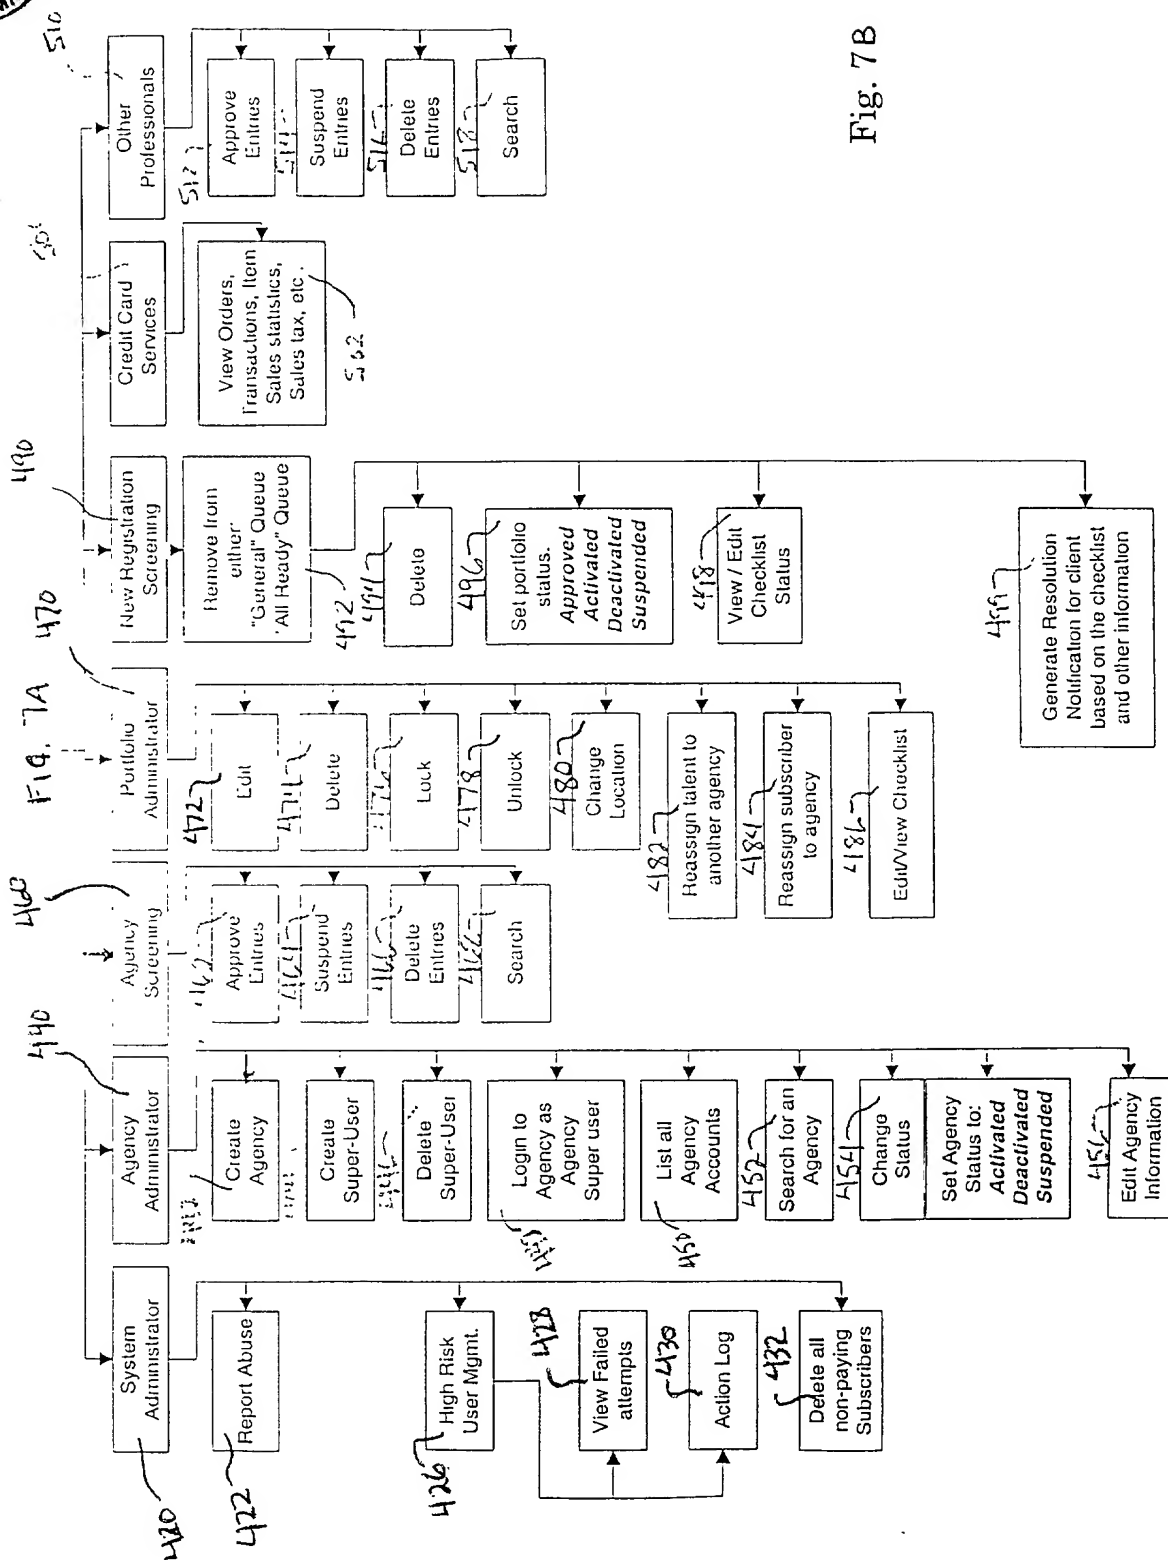 FIG. 7A
420
System
Administrator
422
Report Abuse
426
High Risk
User Mgmt.
428
View Failed
attempts
430
Action Log
432
Delete all
non-paying
Subscribers
440
Agency
Administrator
Create
Agency
Create
Super-User
Delete
Super-User
Login to
Agency as
Agency
Super user
450
List all
Agency
Accounts
452
Search for an
Agency
454
Change
Status
Set Agency
Status to:
Activated
Deactivated
Suspended
456
Edit Agency
Information
460
Agency
Screening
462
Approve
Entries
464
Suspend
Entries
466
Delete
Entries
Search
470
Portfolio
Administrator
472
Edit
474
Delete
476
Lock
478
Unlock
480
Change
Location
482
Reassign talent to
another agency
484
Reassign subscriber
to agency
486
Edit/View Checklist
490
New Registration
Screening
Remove from
either
"General" Queue
'All Ready" Queue
492
494
Delete
496
Set portfolio
status.
Approved
Activated
Deactivated
Suspended
498
View / Edit
Checklist
Status
499
Generate Resolution
Notification for client
based on the checklist
and other information
Credit Card
Services
View Orders,
Transactions, Item
Sales statistics,
Sales tax, etc.
502
510
Other
Professionals
512
Approve
Entries
514
Suspend
Entries
516
Delete
Entries
518
Search
Fig. 7B